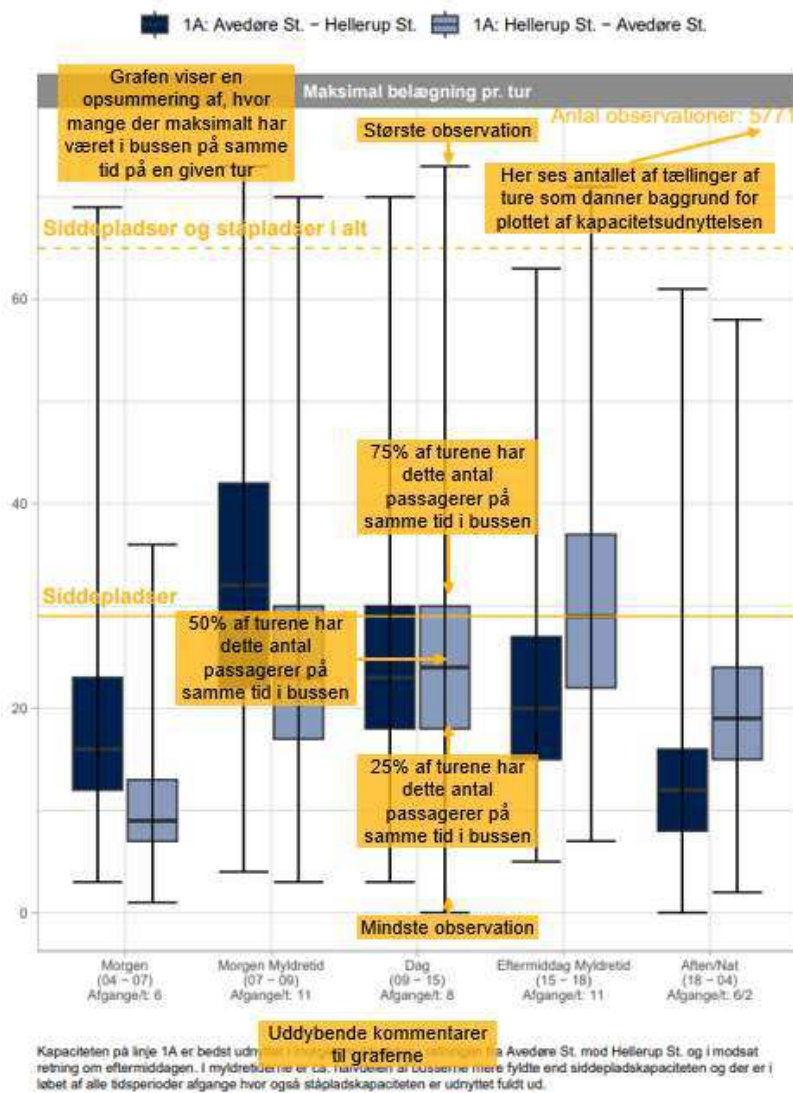 1A: Avedøre St. − Hellerup St. 1A: Hellerup St. − Avedøre St.
Maksimal belægning pr. tur
Grafen viser en
opsummering af, hvor
mange der maksimalt har
været i bussen på samme
tid på en given tur
Største observation
Antal observationer: 5771
Her ses antallet af tællinger af
ture som danner baggrund for
plottet af kapacitetsudnyttelsen
Siddepladser og ståpladser i alt
60
75% af turene har
dette antal
passagerer på
samme tid i bussen
40
Siddepladser
50% af turene har
dette antal
passagerer på
samme tid i bussen
20
25% af turene har
dette antal
passagerer på
samme tid i bussen
0
Mindste observation
Morgen
(04 − 07)
Afgange/t: 6
Morgen Myldretid
(07 − 09)
Afgange/t: 11
Dag
(09 − 15)
Afgange/t: 8
Eftermiddag Myldretid
(15 − 18)
Afgange/t: 11
Aften/Nat
(18 − 04)
Afgange/t: 6/2
Uddybende kommentarer
til graferne
Kapaciteten på linje 1A er bedst Avedøre St. mod Hellerup St. og i modsat
retning om eftermiddagen. I myldretiderne er ca. halvdelen af busserne mere fyldte end siddepladskapaciteten og der er i
løbet af alle tidsperioder afgange hvor også ståpladskapaciteten er udnyttet fuldt ud.